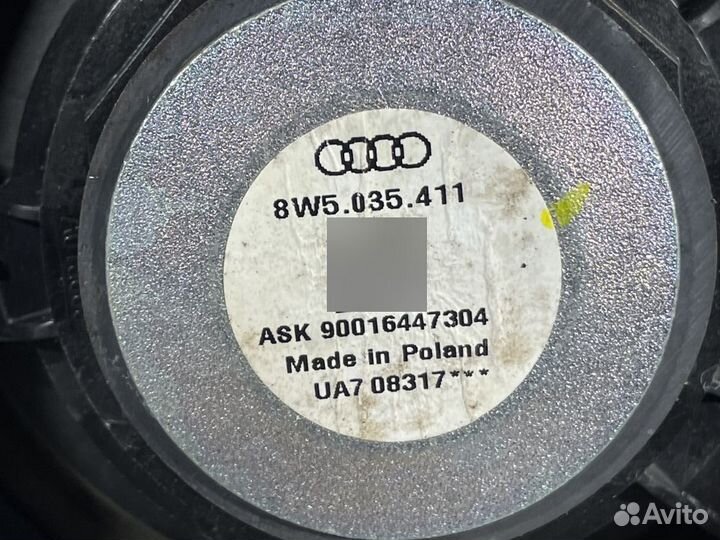 8W5.035.411
ASK 90016447304
Made in Poland
UA7 08317***
Avito